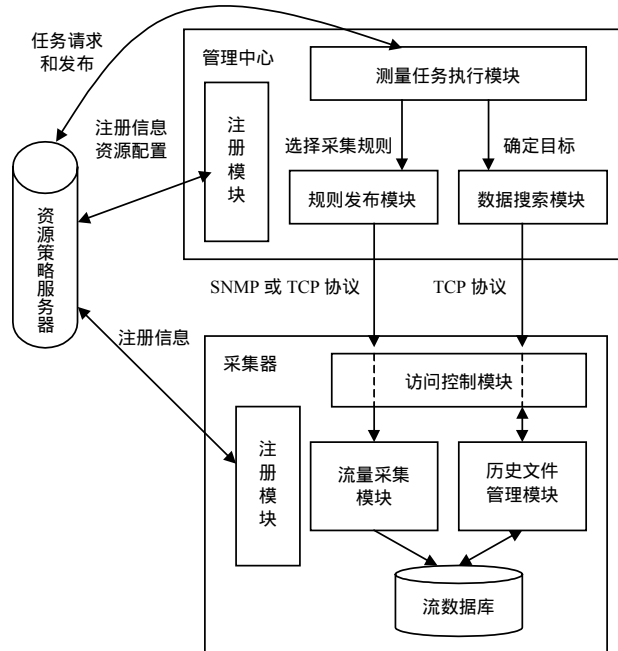 任务请求
和发布
管理中心
测量任务执行模块
注册模块
注册信息
资源配置
选择采集规则
确定目标
规则发布模块
数据搜索模块
资源策略服务器
SNMP 或 TCP 协议
TCP 协议
注册信息
采集器
访问控制模块
注册模块
流量采集
模块
历史文件
管理模块
流数据库